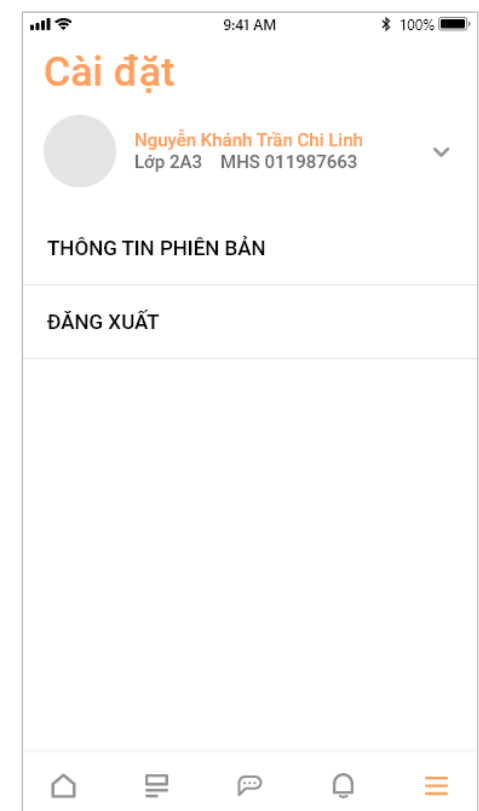 9:41 AM 100%
Cài đặt
Nguyễn Khánh Trần Chi Linh
Lớp 2A3 MHS 011987663
THÔNG TIN PHIÊN BẢN
ĐĂNG XUẤT